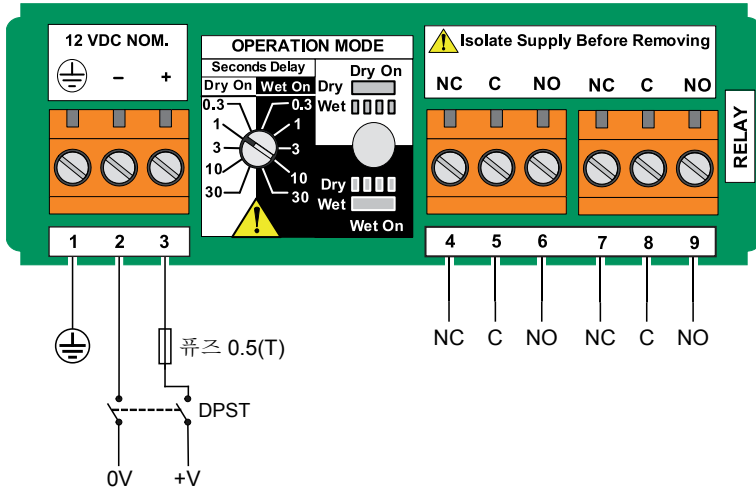 12 VDC NOM.
– +
OPERATION MODE
Seconds Delay
Dry On Wet On
0.3 0.3
1 1
3 3
10 10
30 30
Dry On
Dry
Wet
Dry
Wet
Wet On
Isolate Supply Before Removing
NC C NO NC C NO
RELAY
1 2 3
4 5 6 7 8 9
NC C NO NC C NO
퓨즈 0.5(T)
DPST
0V +V